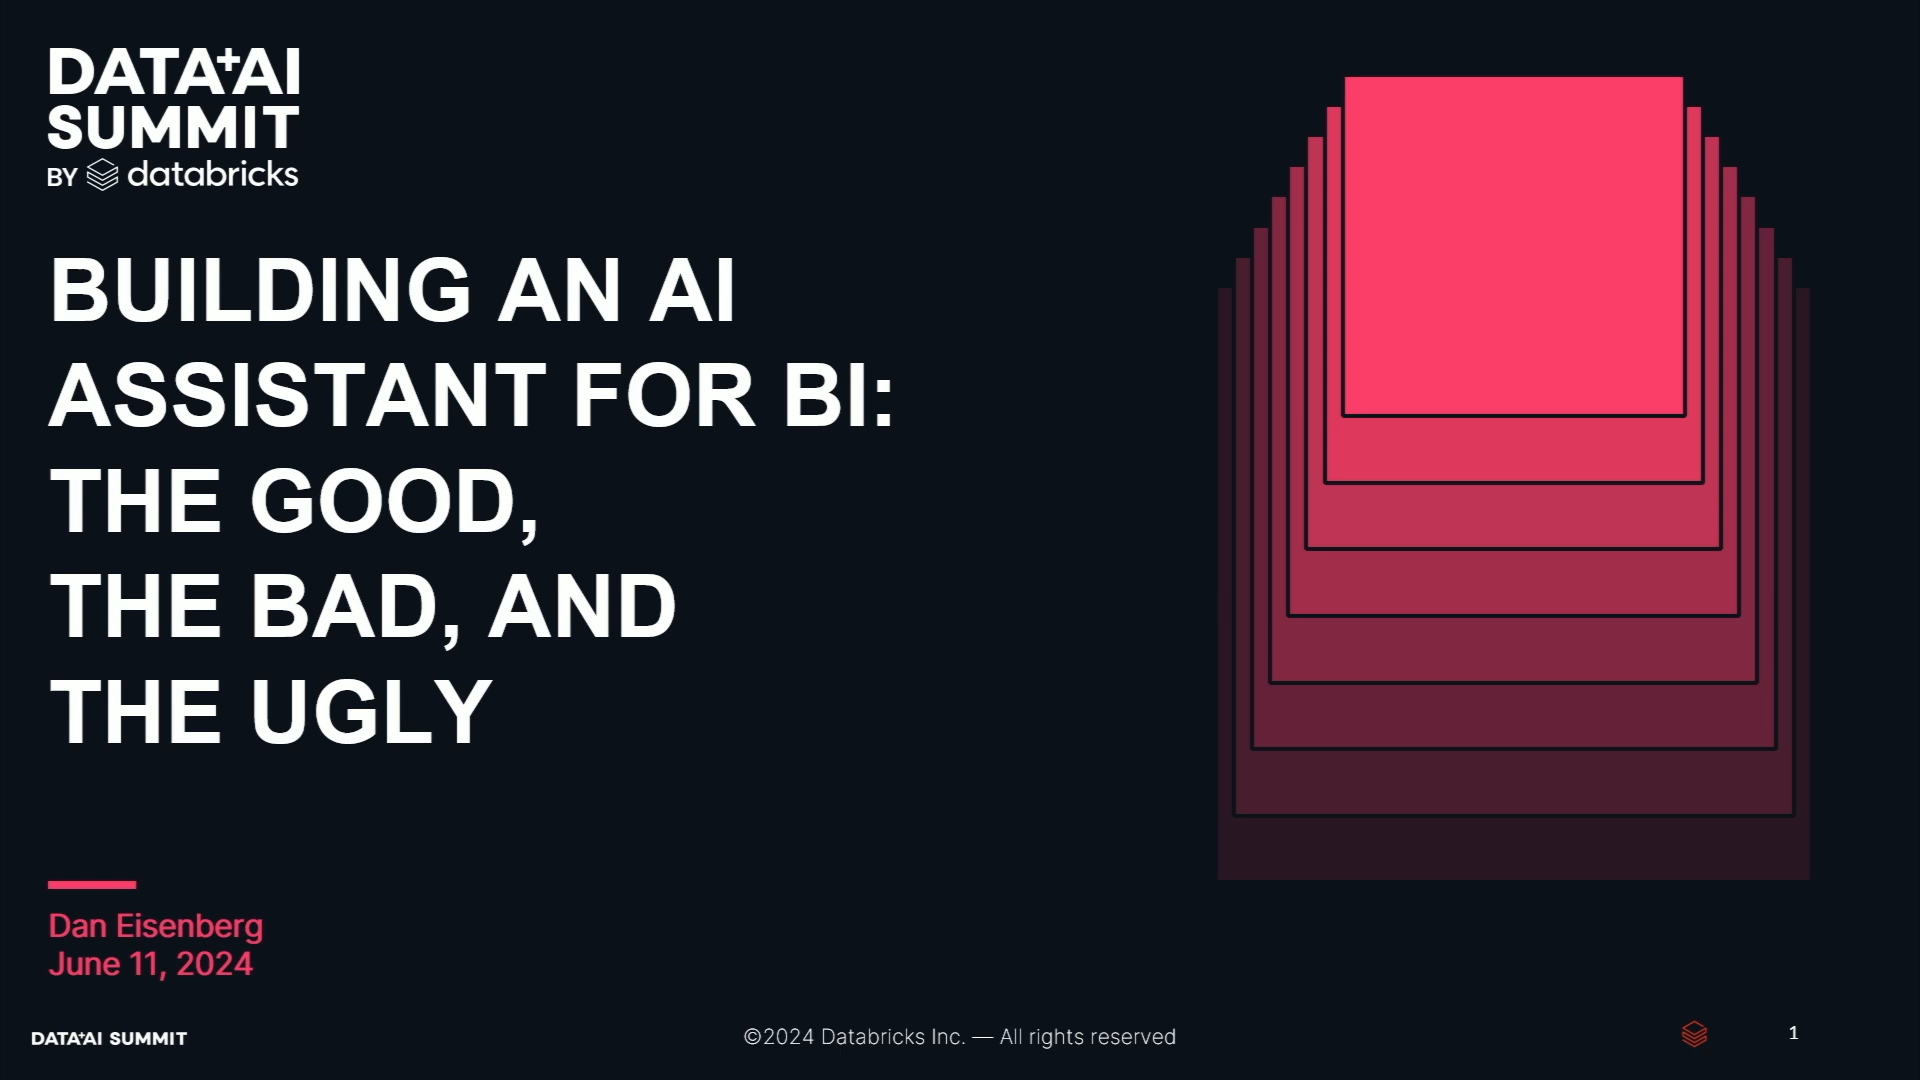 DATA+AI
SUMMIT
BY databricks
BUILDING AN AI
ASSISTANT FOR BI:
THE GOOD,
THE BAD, AND
THE UGLY
Dan Eisenberg
June 11, 2024
DATA+AI SUMMIT
©2024 Databricks Inc. — All rights reserved
1